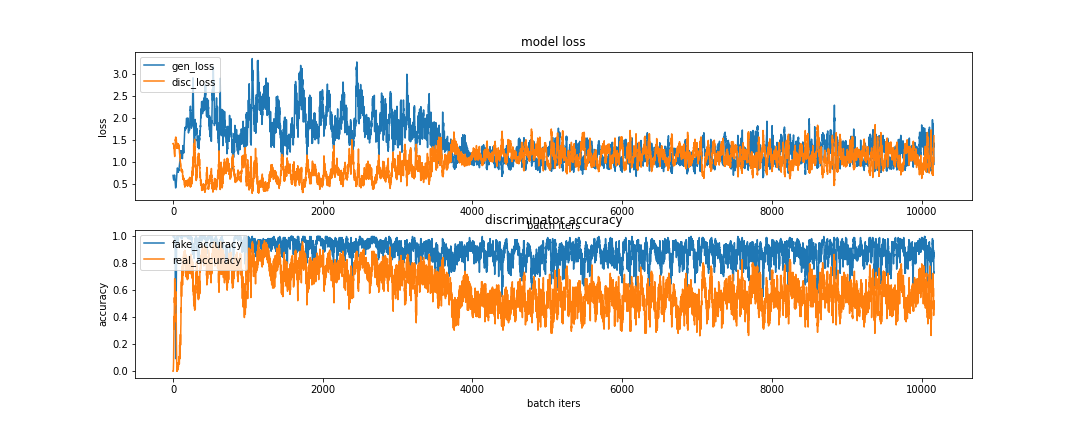 model loss
gen_loss
disc_loss
loss
3.0
2.5
2.0
1.5
1.0
0.5
0 2000 4000 6000 8000 10000
batch iters
discriminator accuracy
fake_accuracy
real_accuracy
accuracy
1.0
0.8
0.6
0.4
0.2
0.0
0 2000 4000 6000 8000 10000
batch iters